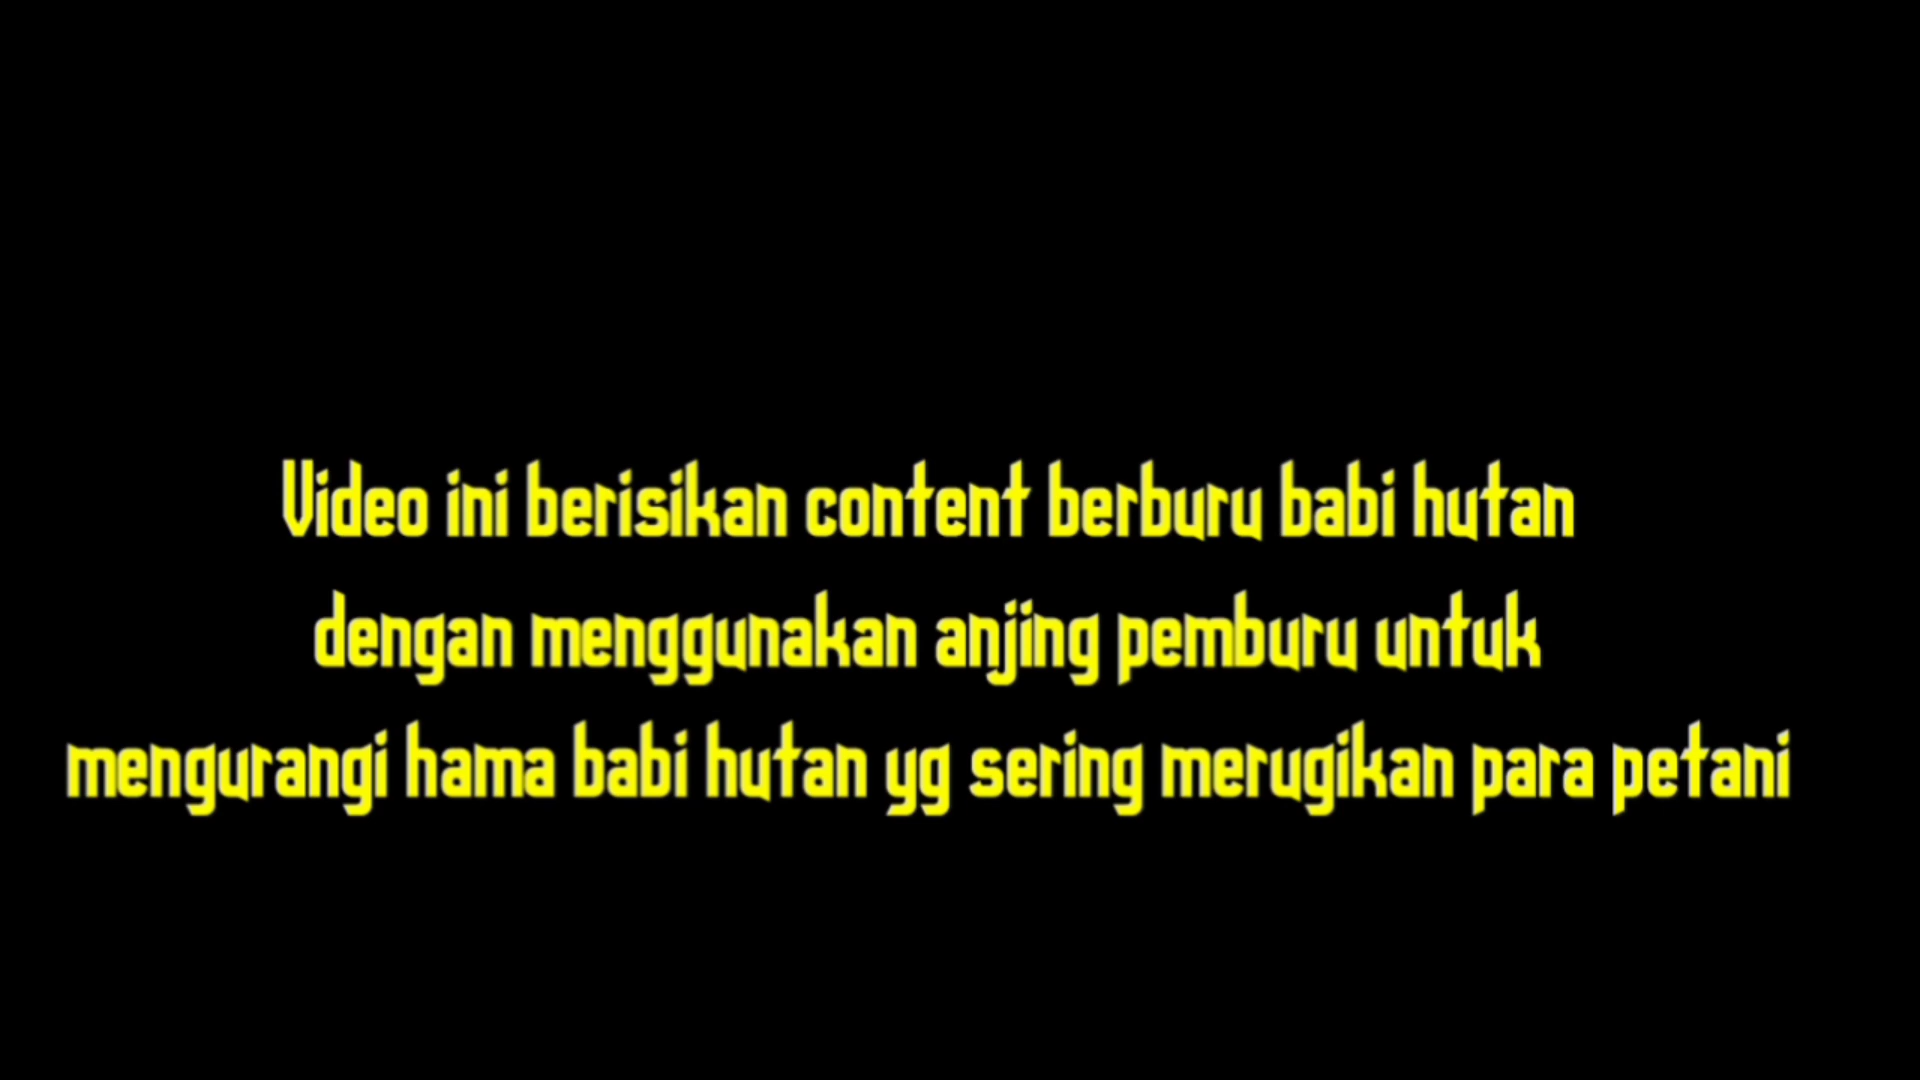 Video ini berisikan content berburu babi hutan
dengan menggunakan anjing pemburu untuk
mengurangi hama babi hutan yg sering merugikan para petani